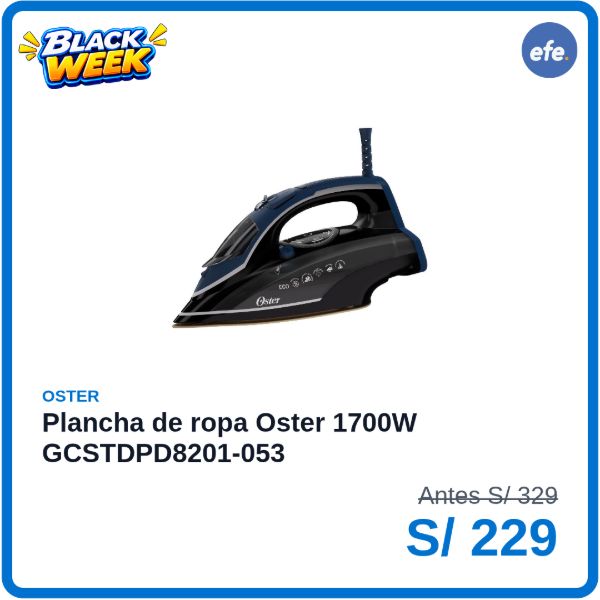 BLACK
WEEK
efe.
ECO
Oster
OSTER
Plancha de ropa Oster 1700W
GCSTDPD8201-053
Antes S/ 329
S/ 229